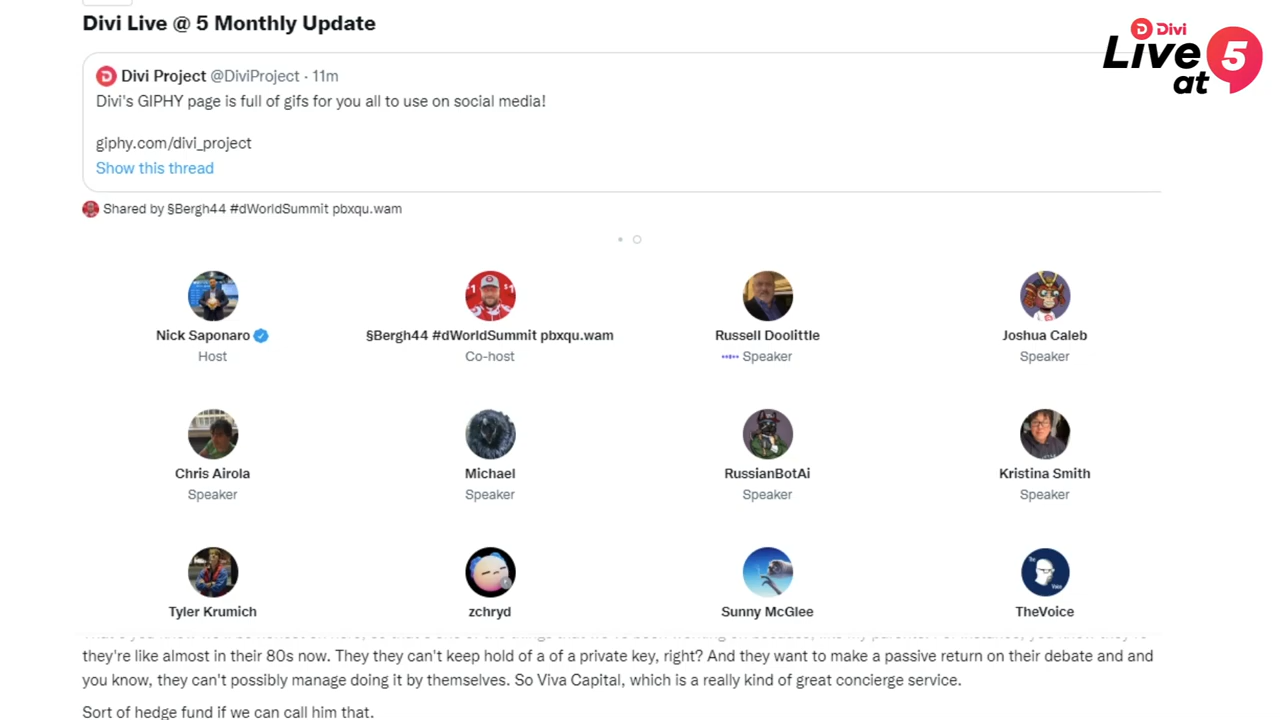 Divi Live @ 5 Monthly Update
Divi
Live
at
5
Divi Project @DiviProject · 11m
Divi's GIPHY page is full of gifs for you all to use on social media!
giphy.com/divi_project
Show this thread
Shared by §Bergh44 #dWorldSummit pbxqu.wam
Nick Saponaro
Host
§Bergh44 #dWorldSummit pbxqu.wam
Co-host
Russell Doolittle
Speaker
Joshua Caleb
Speaker
Chris Airola
Speaker
Michael
Speaker
RussianBotAi
Speaker
Kristina Smith
Speaker
Tyler Krumich
zchryd
Sunny McGlee
TheVoice
they're like almost in their 80s now. They they can't keep hold of a of a private key, right? And they want to make a passive return on their debate and and
you know, they can't possibly manage doing it by themselves. So Viva Capital, which is a really kind of great concierge service.
Sort of hedge fund if we can call him that.